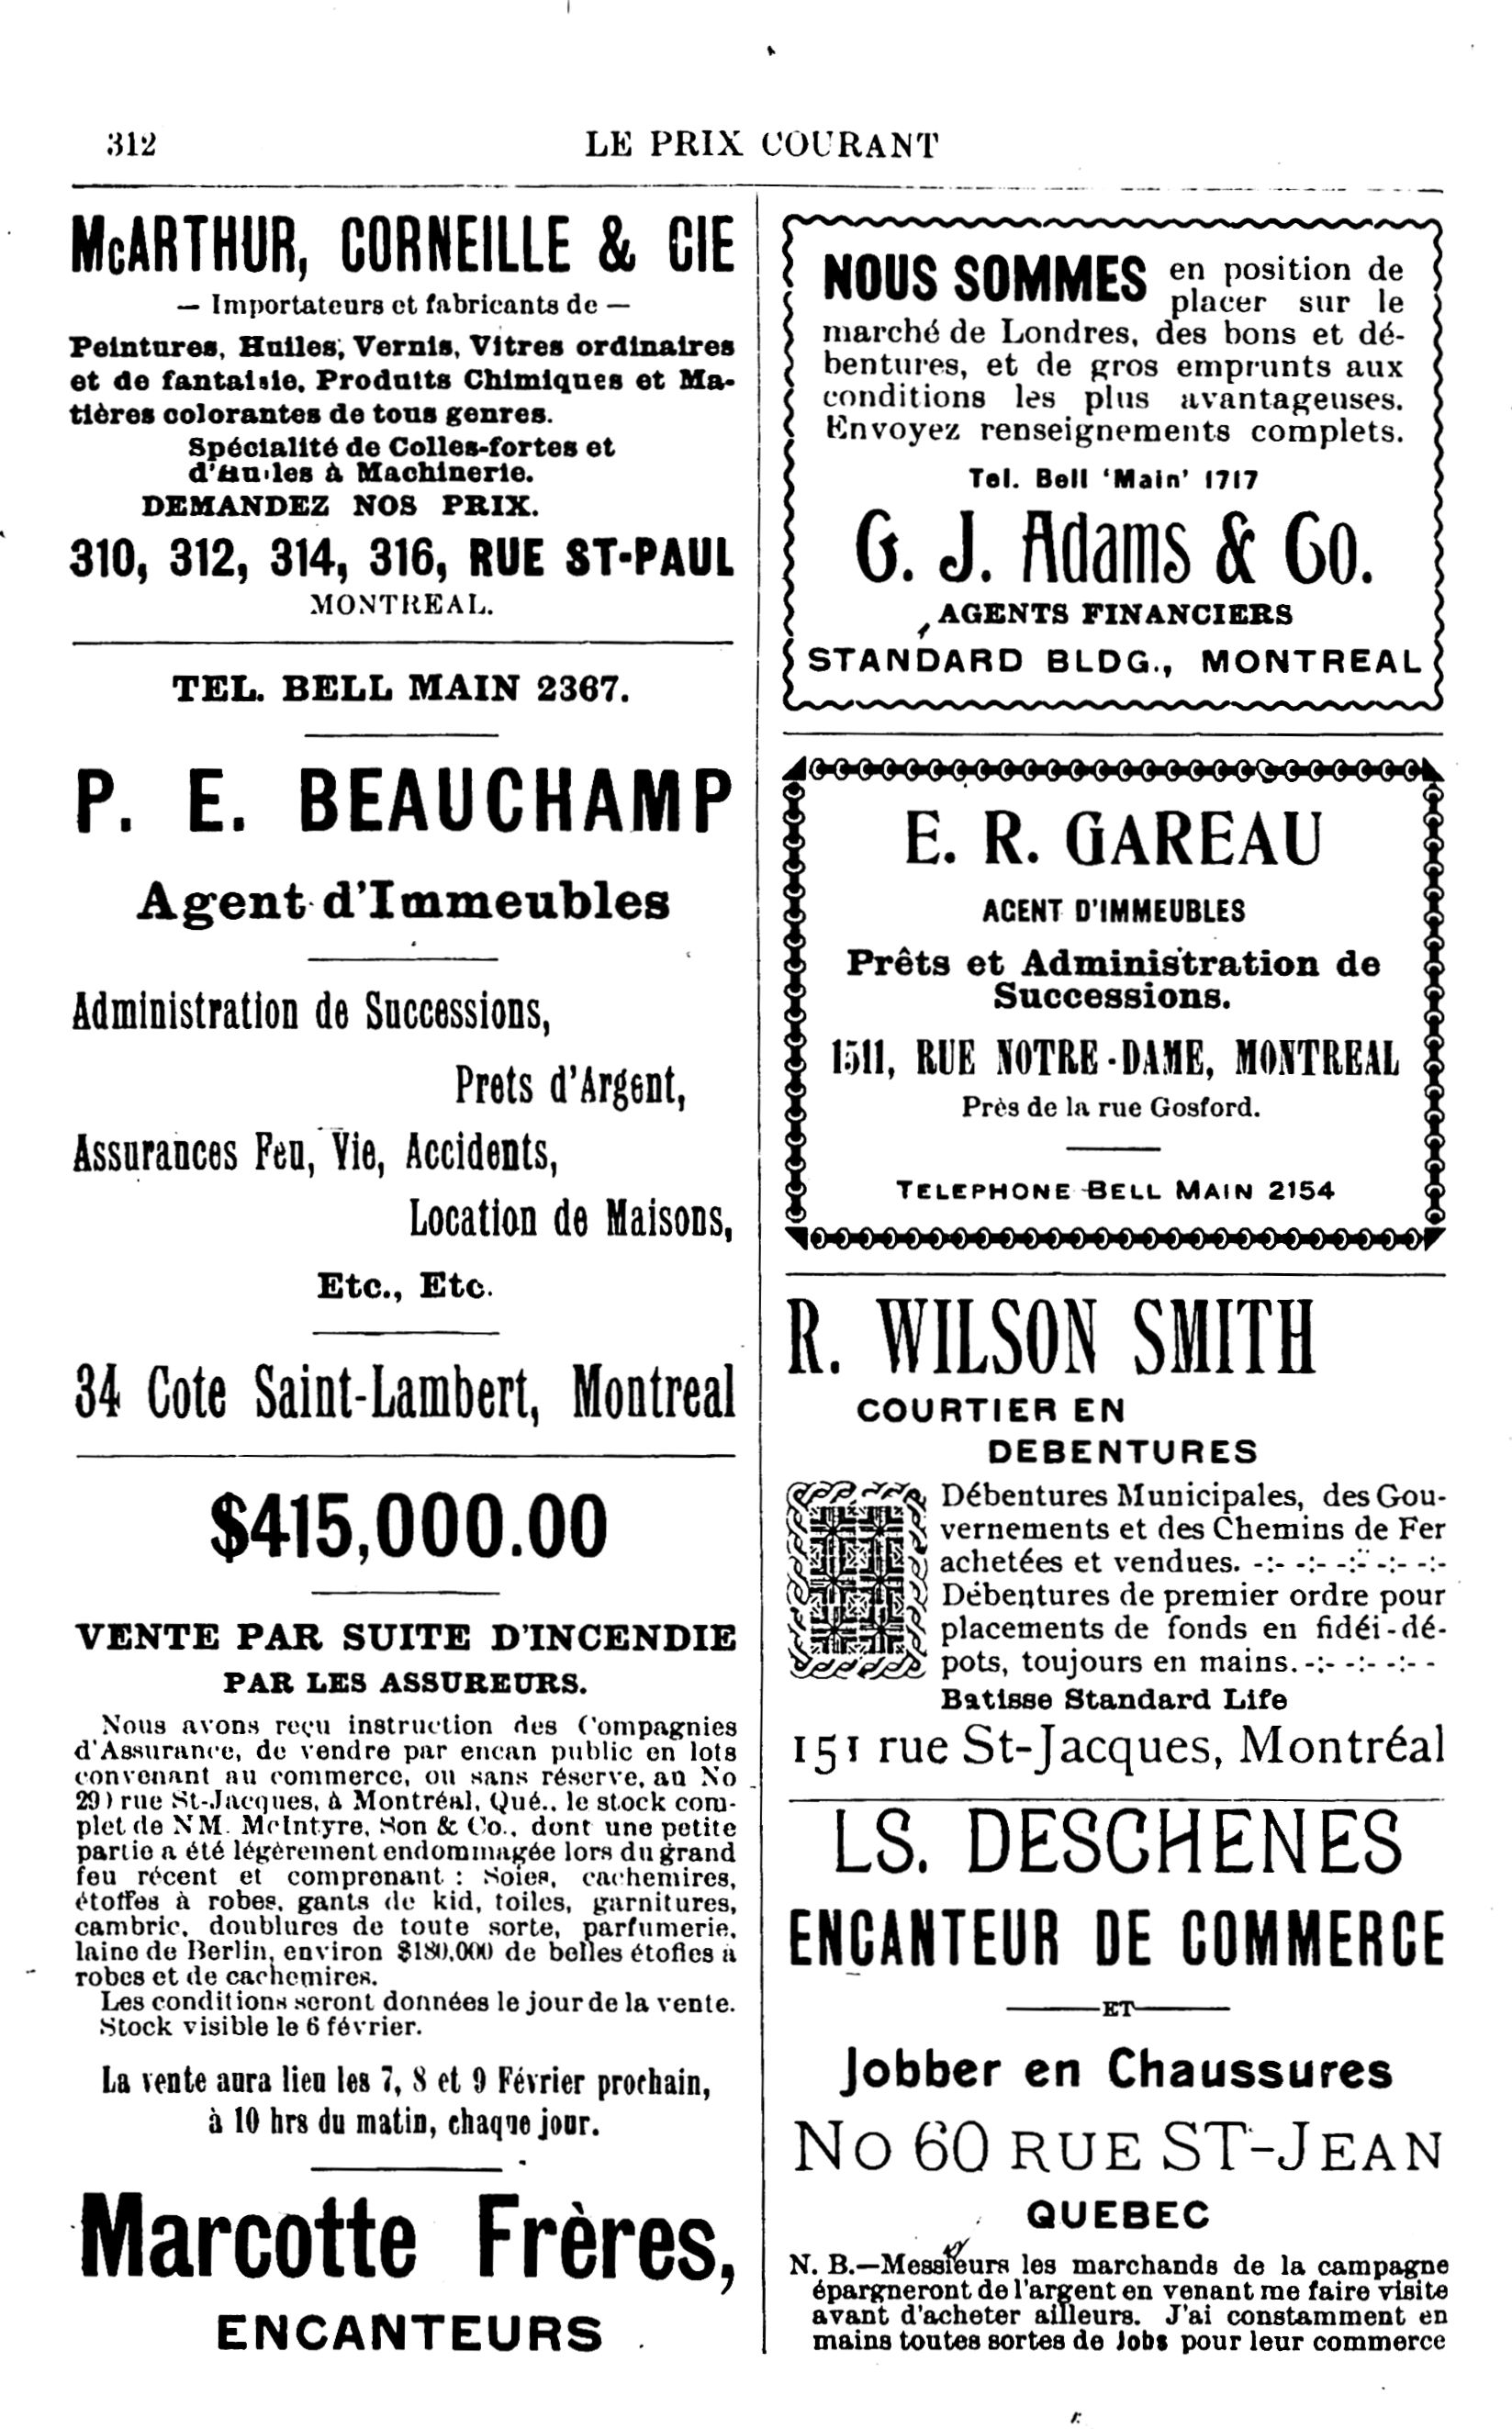 312
LE PRIX COURANT
McARTHUR, CORNEILLE & CIE
— Importateurs et fabricants de —
Peintures, Huiles, Vernis, Vitres ordinaires
et de fantaisie, Produits Chimiques et Ma-
tières colorantes de tous genres.
Spécialité de Colles-fortes et
d'Huiles à Machinerie.
DEMANDEZ NOS PRIX.
310, 312, 314, 316, RUE ST-PAUL
MONTREAL.
TEL. BELL MAIN 2367.
P. E. BEAUCHAMP
Agent d'Immeubles
Administration de Successions,
Prets d'Argent,
Assurances Feu, Vie, Accidents,
Location de Maisons,
Etc., Etc.
34 Cote Saint-Lambert, Montreal
$415,000.00
VENTE PAR SUITE D'INCENDIE
PAR LES ASSUREURS.
Nous avons reçu instruction des Compagnies
d'Assurance, de vendre par encan public en lots
convenant au commerce, ou sans réserve, au No
rue St-Jacques, à Montréal, Qué., le stock com-
plet de NM. McIntyre, Son & Co., dont une petite
partie a été légèrement endommagée lors du grand
feu récent et comprenant : Soies, cachemires,
étoffes à robes, gants de kid, toiles, garnitures,
cambric, doublures de toute sorte, parfumerie,
laine de Berlin, environ $180,000 de belles étoffes à
robes et de cachemires.
Les conditions seront données le jour de la vente.
Stock visible le 6 février.
La vente aura lieu les 7, 8 et 9 Février prochain,
à 10 hrs du matin, chaque jour.
Marcotte Frères,
ENCANTEURS
NOUS SOMMES en position de
placer sur le
marché de Londres, des bons et dé-
bentures, et de gros emprunts aux
conditions les plus avantageuses.
Envoyez renseignements complets.
Tel. Bell 'Main' 1717
G. J. Adams & Co.
AGENTS FINANCIERS
STANDARD BLDG., MONTREAL
E. R. GAREAU
AGENT D'IMMEUBLES
Prêts et Administration de
Successions.
1511, RUE NOTRE-DAME, MONTREAL
Près de la rue Gosford.
TELEPHONE BELL MAIN 2154
R. WILSON SMITH
COURTIER EN
DEBENTURES
Débentures Municipales, des Gou-
vernements et des Chemins de Fer
achetées et vendues. -:- -:- -:- -:- -:-
Débentures de premier ordre pour
placements de fonds en fidéi-dé-
pots, toujours en mains. -:- -:- -:- -
Batisse Standard Life
151 rue St-Jacques, Montréal
LS. DESCHENES
ENCANTEUR DE COMMERCE
ET
Jobber en Chaussures
No 60 RUE ST-JEAN
QUEBEC
N. B.—Messieurs les marchands de la campagne
épargneront de l'argent en venant me faire visite
avant d'acheter ailleurs. J'ai constamment en
mains toutes sortes de Jobs pour leur commerce